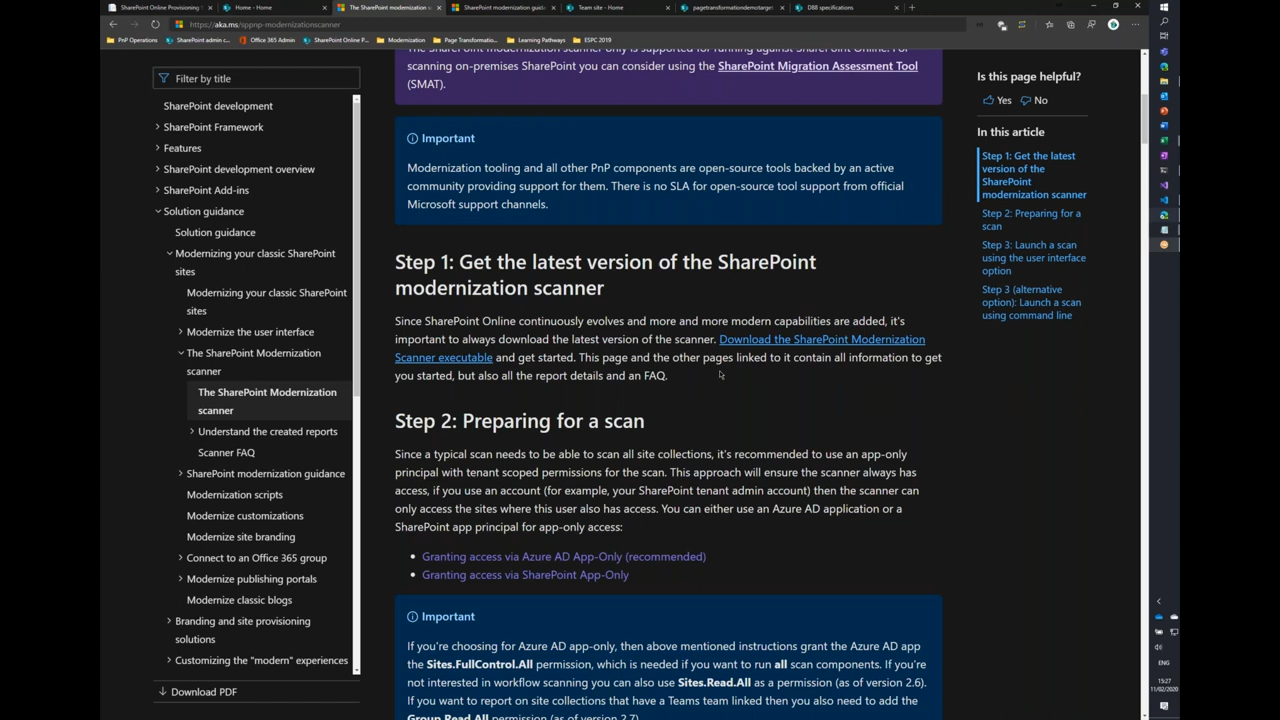 SharePoint Online Provisioning T
Home - Home
The SharePoint modernization s
SharePoint modernization guida
Team site - Home
pagetransformationdemotarget
DBB specifications
https://aka.ms/sppnp-modernizationscanner
PnP Operations
SharePoint admin c...
Office 365 Admin
SharePoint Online P...
Modernization
Page Transformatio...
Learning Pathways
ESPC 2019
Filter by title
SharePoint development
SharePoint Framework
Features
SharePoint development overview
SharePoint Add-ins
Solution guidance
Solution guidance
Modernizing your classic SharePoint
sites
Modernizing your classic SharePoint
sites
Modernize the user interface
The SharePoint Modernization
scanner
The SharePoint Modernization
scanner
Understand the created reports
Scanner FAQ
SharePoint modernization guidance
Modernization scripts
Modernize customizations
Modernize site branding
Connect to an Office 365 group
Modernize publishing portals
Modernize classic blogs
Branding and site provisioning
solutions
Customizing the "modern" experiences
Download PDF
The SharePoint modernization scanner only is supported for running against SharePoint Online. For
scanning on-premises SharePoint you can consider using the SharePoint Migration Assessment Tool
(SMAT).
Important
Modernization tooling and all other PnP components are open-source tools backed by an active
community providing support for them. There is no SLA for open-source tool support from official
Microsoft support channels.
Step 1: Get the latest version of the SharePoint
modernization scanner
Since SharePoint Online continuously evolves and more and more modern capabilities are added, it's
important to always download the latest version of the scanner. Download the SharePoint Modernization
Scanner executable and get started. This page and the other pages linked to it contain all information to get
you started, but also all the report details and an FAQ.
Step 2: Preparing for a scan
Since a typical scan needs to be able to scan all site collections, it's recommended to use an app-only
principal with tenant scoped permissions for the scan. This approach will ensure the scanner always has
access, if you use an account (for example, your SharePoint tenant admin account) then the scanner can
only access the sites where this user also has access. You can either use an Azure AD application or a
SharePoint app principal for app-only access:
• Granting access via Azure AD App-Only (recommended)
• Granting access via SharePoint App-Only
Important
If you're choosing for Azure AD app-only, then above mentioned instructions grant the Azure AD app
the Sites.FullControl.All permission, which is needed if you want to run all scan components. If you're
not interested in workflow scanning you can also use Sites.Read.All as a permission (as of version 2.6).
If you want to report on site collections that have a Teams team linked then you also need to add the
Group.Read.All permission (as of version 2.7).
Is this page helpful?
Yes No
In this article
Step 1: Get the latest
version of the
SharePoint
modernization scanner
Step 2: Preparing for a
scan
Step 3: Launch a scan
using the user interface
option
Step 3 (alternative
option): Launch a scan
using command line
ENG
15:27
11/02/2020